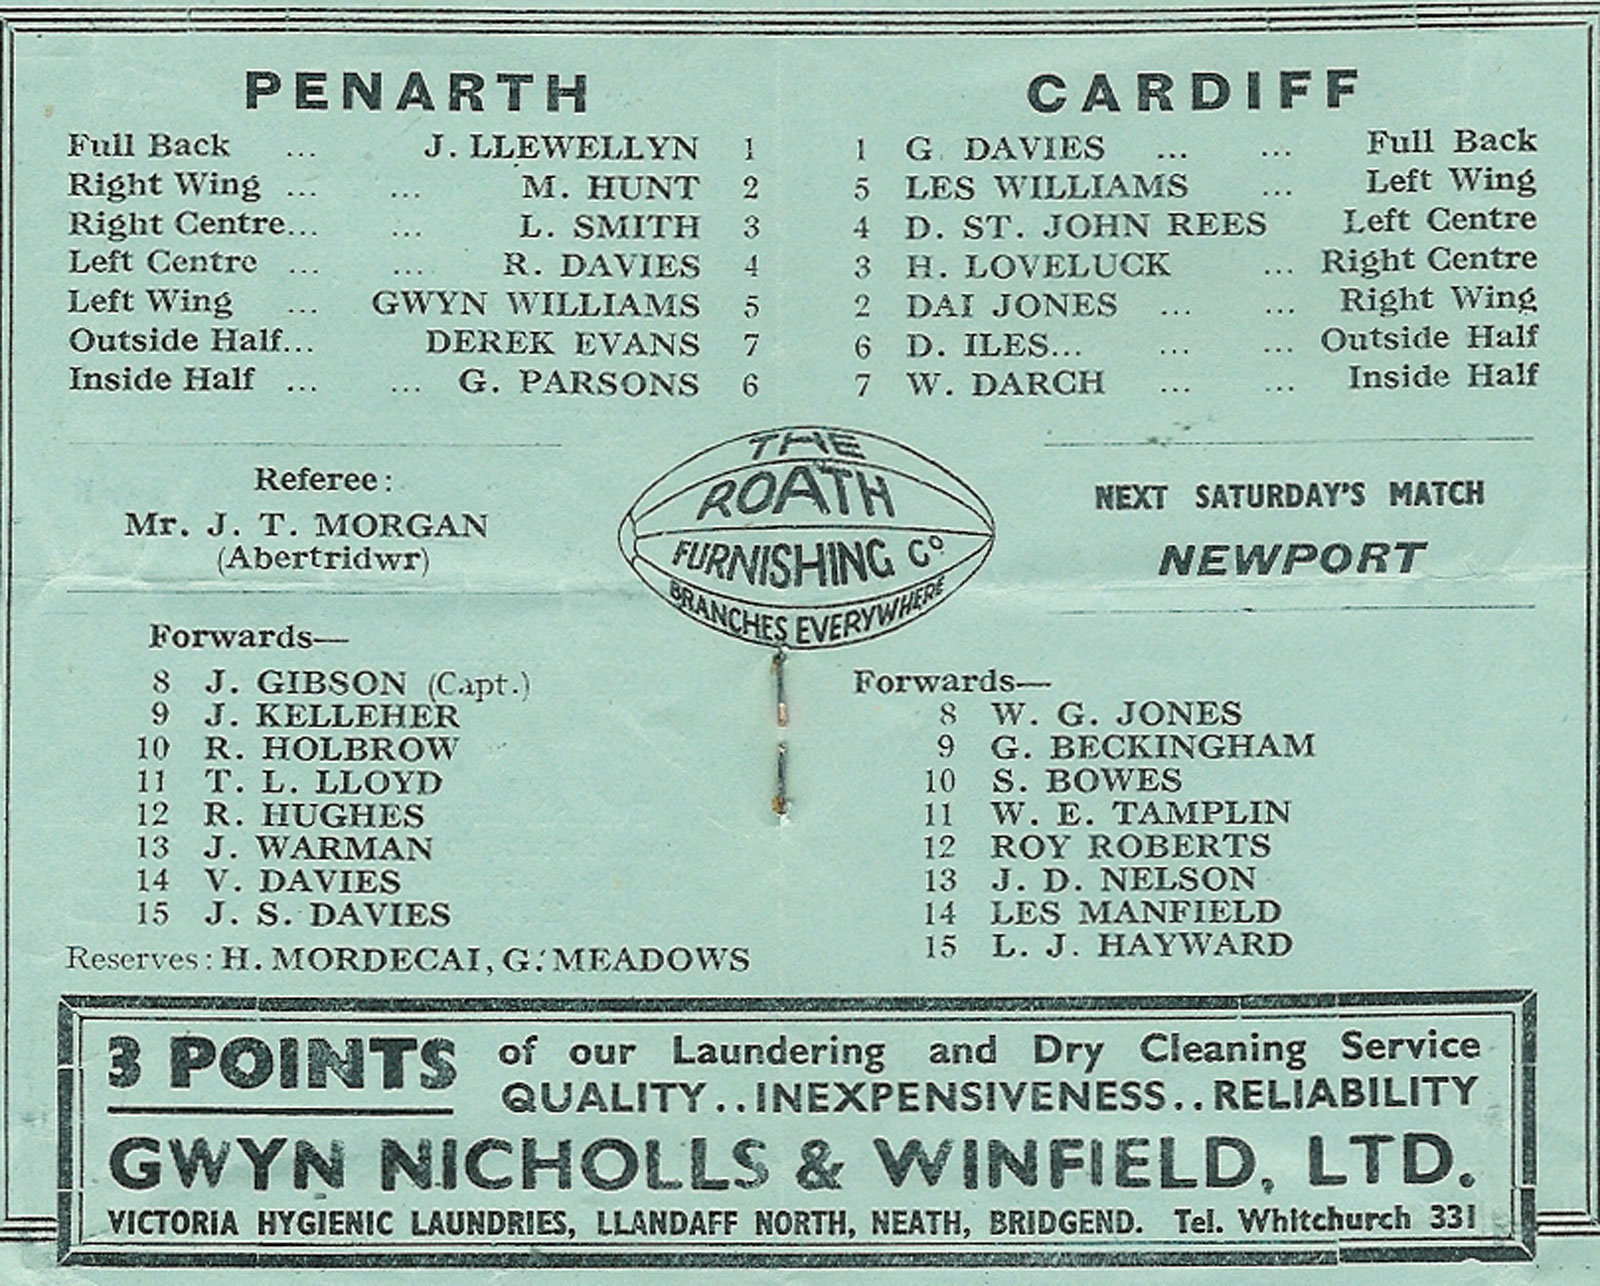 PENARTH
Full Back ... J. LLEWELLYN 1
Right Wing ... ... M. HUNT 2
Right Centre... ... L. SMITH 3
Left Centre ... .... R. DAVIES 4
Left Wing ... GWYN WILLIAMS 5
Outside Half... DEREK EVANS 7
Inside Half ... ... G. PARSONS 6
CARDIFF
1 G. DAVIES ... ... Full Back
5 LES WILLIAMS ... Left Wing
4 D. ST. JOHN REES Left Centre
3 H. LOVELUCK ... Right Centre
2 DAI JONES ... ... Right Wing
6 D. ILES... ... ... Outside Half
7 W. DARCH ... ... Inside Half
Referee:
Mr. J. T. MORGAN
(Abertridwr)
THE
ROATH
FURNISHING Co
BRANCHES EVERYWHERE
NEXT SATURDAY'S MATCH
NEWPORT
Forwards—
8 J. GIBSON (Capt.)
9 J. KELLEHER
10 R. HOLBROW
11 T. L. LLOYD
12 R. HUGHES
13 J. WARMAN
14 V. DAVIES
15 J. S. DAVIES
Reserves: H. MORDECAI, G. MEADOWS
Forwards—
8 W. G. JONES
9 G. BECKINGHAM
10 S. BOWES
11 W. E. TAMPLIN
12 ROY ROBERTS
13 J. D. NELSON
14 LES MANFIELD
15 L. J. HAYWARD
3 POINTS of our Laundering and Dry Cleaning Service
QUALITY..INEXPENSIVENESS..RELIABILITY
GWYN NICHOLLS & WINFIELD, LTD.
VICTORIA HYGIENIC LAUNDRIES, LLANDAFF NORTH, NEATH, BRIDGEND. Tel. Whitchurch 331